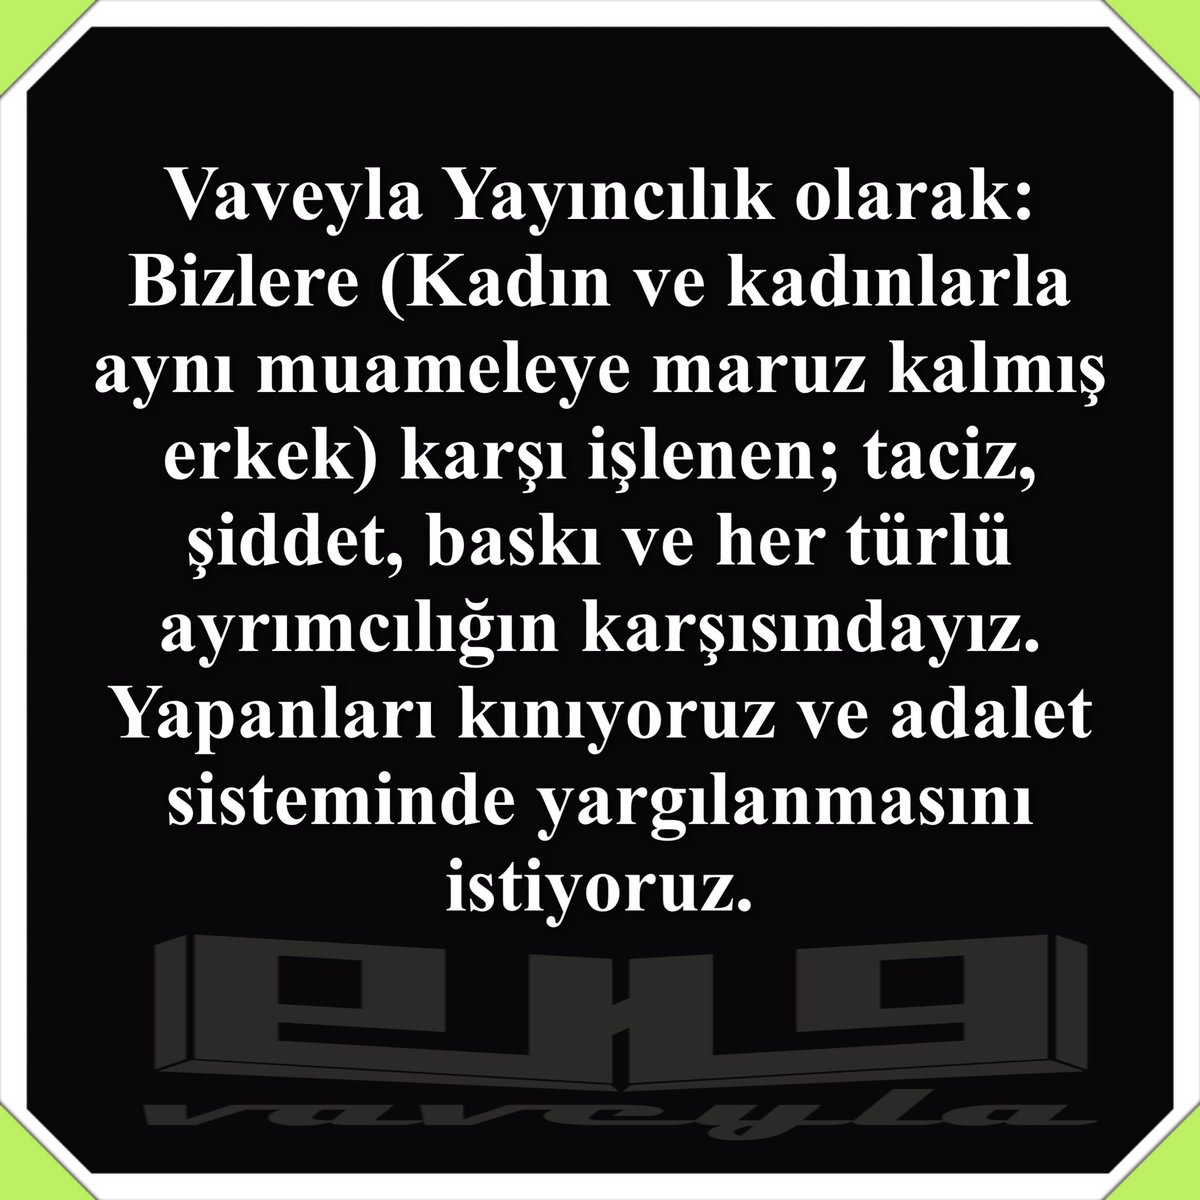 Vaveyla Yayıncılık olarak:
Bizlere (Kadın ve kadınlarla
aynı muameleye maruz kalmış
erkek) karşı işlenen; taciz,
şiddet, baskı ve her türlü
ayrımcılığın karşısındayız.
Yapanları kınıyoruz ve adalet
sisteminde yargılanmasını
istiyoruz.
vaveyla